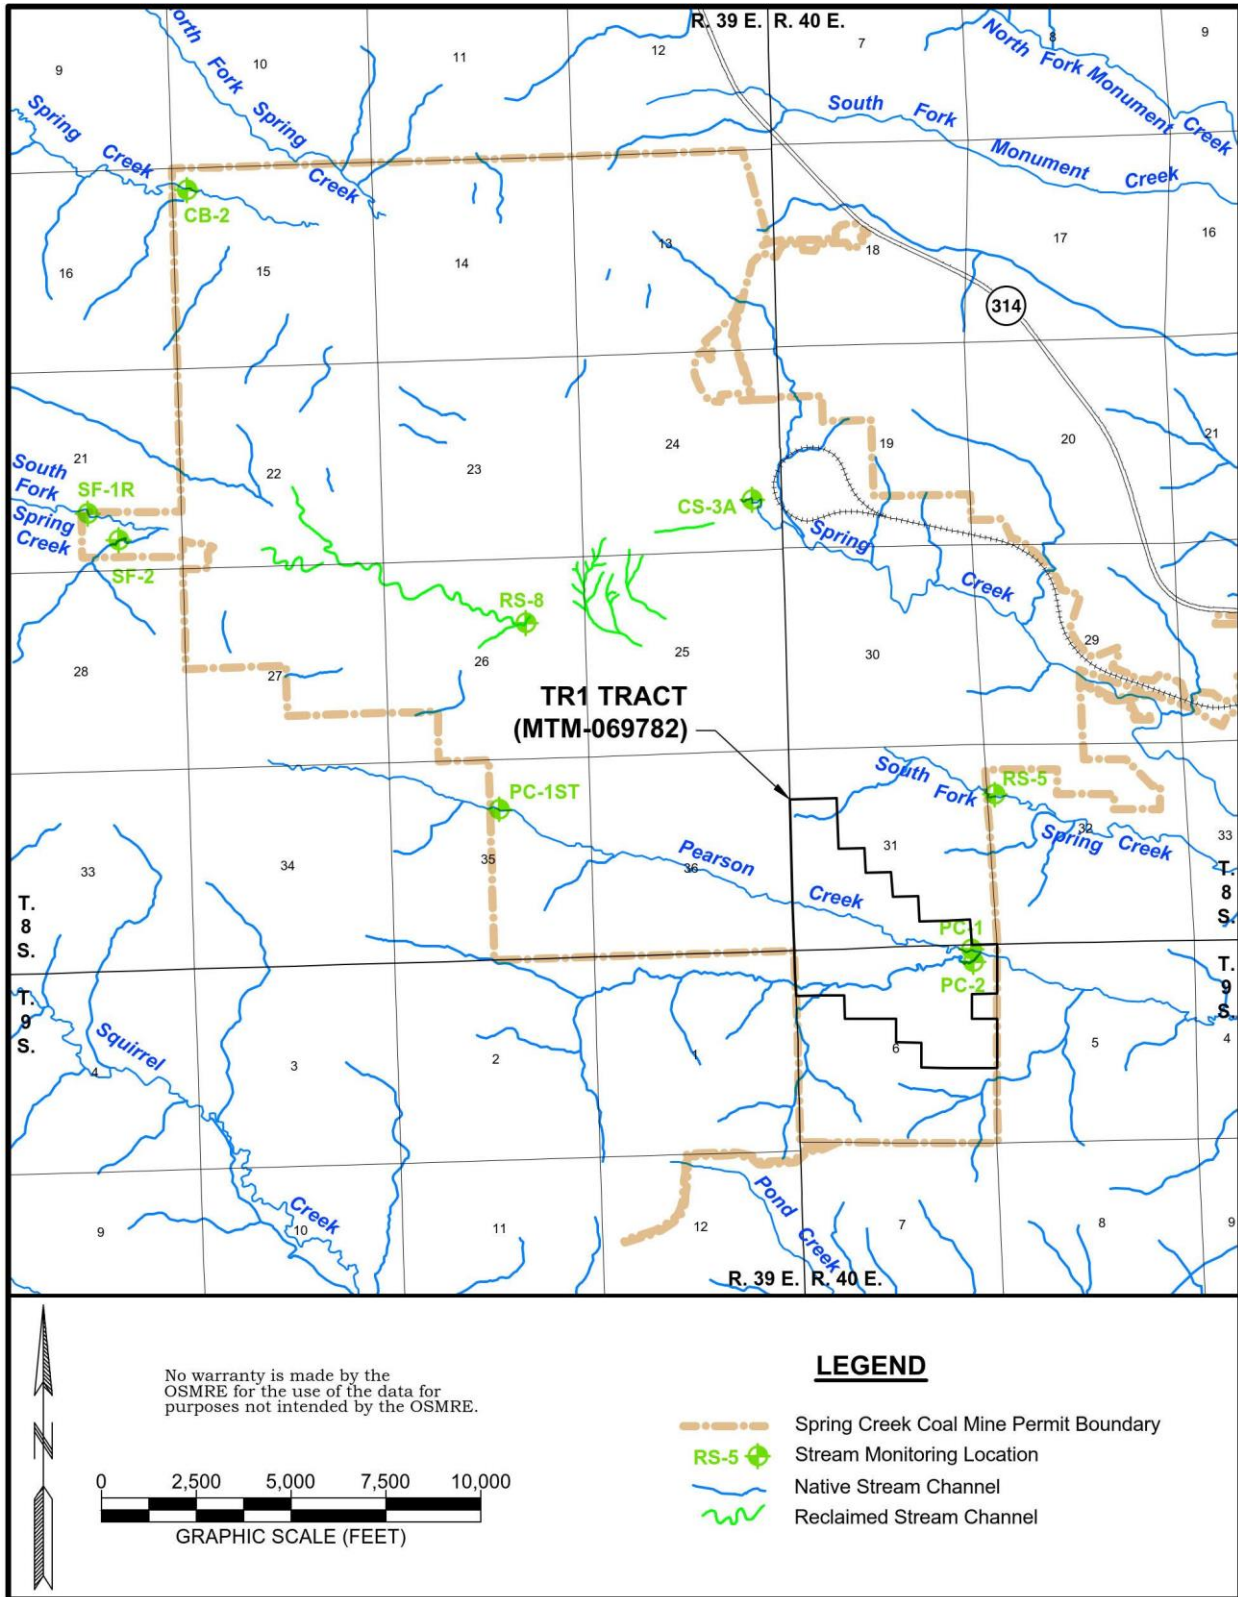 R. 39 E. R. 40 E.
9
10
11
12
7
8
9
North Fork Monument Creek
orth Fork Spring Creek
Spring Creek
South Fork Monument Creek
CB-2
16
15
14
13
18
17
16
314
21
22
23
24
19
20
21
South
Fork
Spring
Creek
SF-1R
SF-2
CS-3A
Spring Creek
RS-8
28
27
26
25
30
29
TR1 TRACT
(MTM-069782)
PC-1ST
South Fork Spring Creek
RS-5
33
34
35
36
31
32
33
Pearson Creek
T.
8
S.
T.
8
S.
PC-1
PC-2
T.
9
S.
T.
9
S.
Squirrel Creek
4
3
2
1
6
5
4
Pond Creek
9
10
11
12
7
8
9
R. 39 E. R. 40 E.
N
No warranty is made by the
OSMRE for the use of the data for
purposes not intended by the OSMRE.
0 2,500 5,000 7,500 10,000
GRAPHIC SCALE (FEET)
LEGEND
Spring Creek Coal Mine Permit Boundary
RS-5 Stream Monitoring Location
Native Stream Channel
Reclaimed Stream Channel